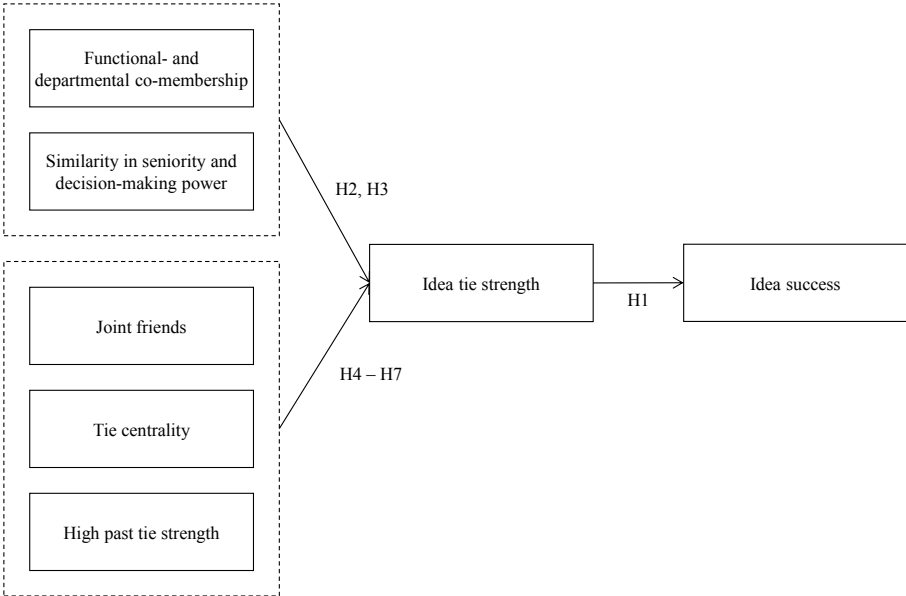 Functional- and
departmental co-membership
Similarity in seniority and
decision-making power
H2, H3
Idea tie strength
H1
Idea success
Joint friends
H4 – H7
Tie centrality
High past tie strength